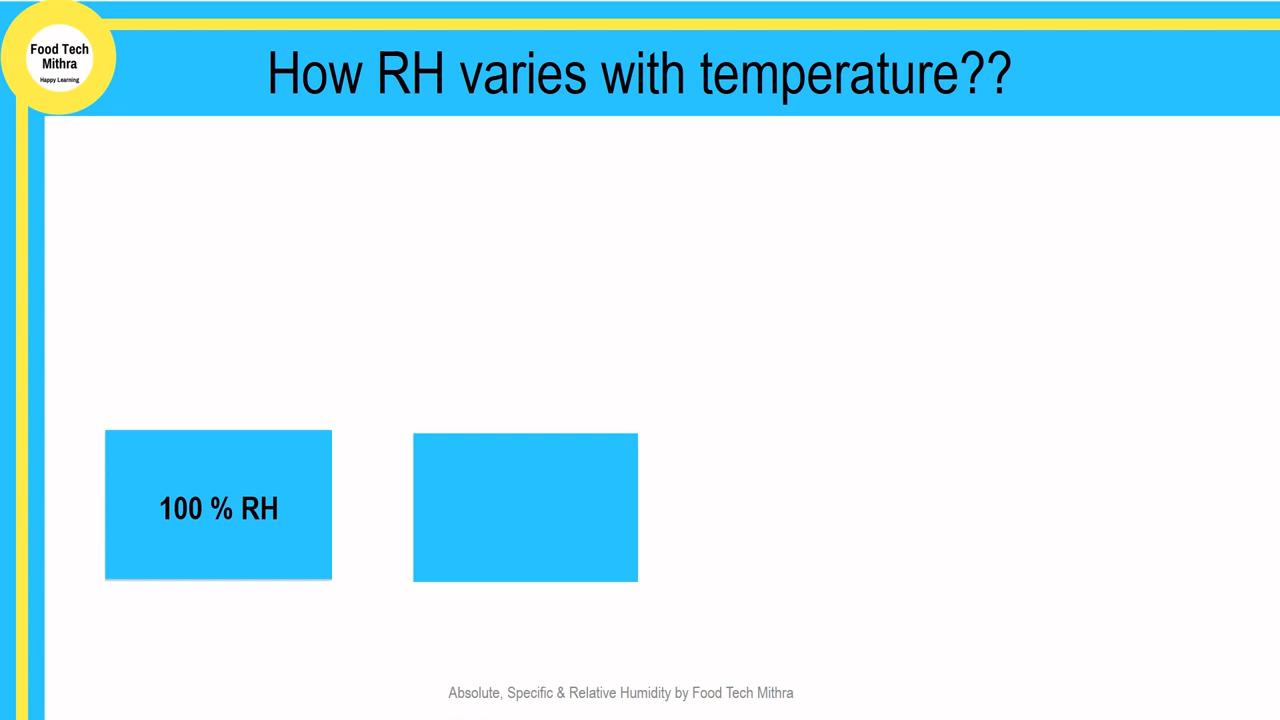 Food Tech
Mithra
Happy Learning
How RH varies with temperature??
100 % RH
Absolute, Specific & Relative Humidity by Food Tech Mithra